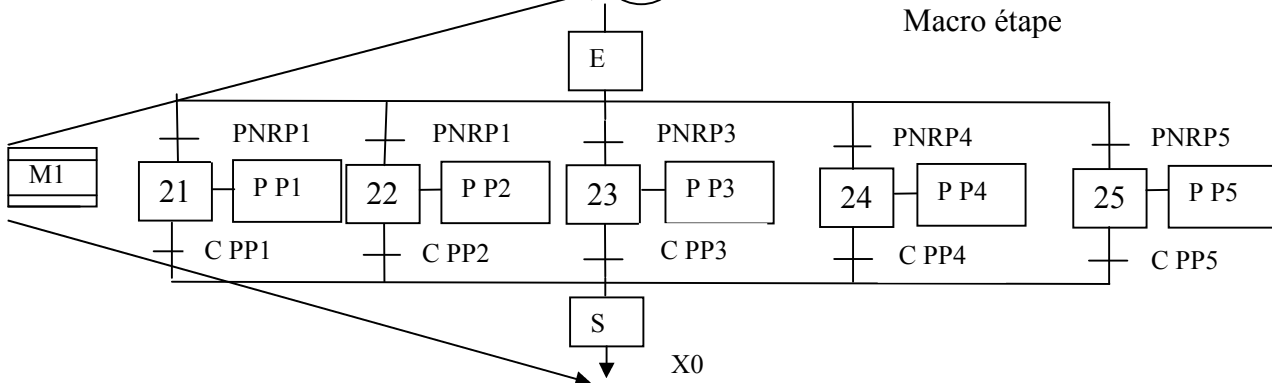 Macro étape
E
PNRP1 PNRP1 PNRP3 PNRP4 PNRP5
M1 21 P P1 22 P P2 23 P P3 24 P P4 25 P P5
C PP1 C PP2 C PP3 C PP4 C PP5
S
X0